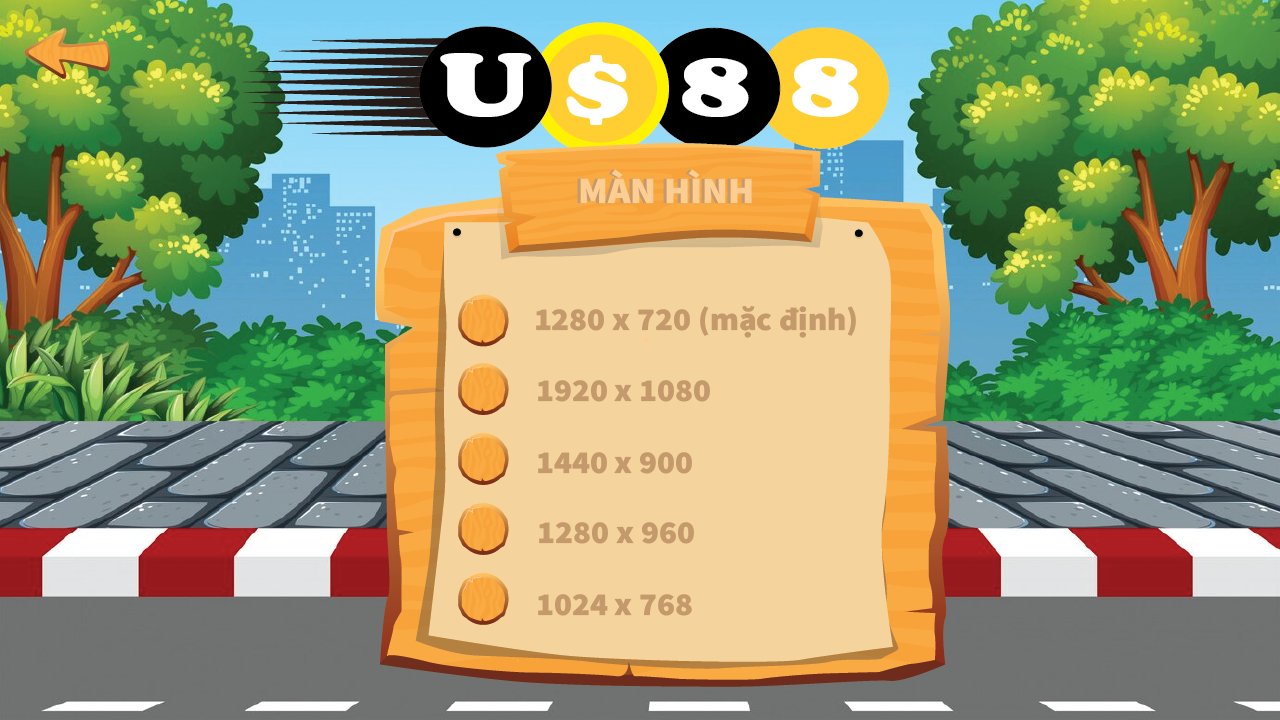 U$88
MÀN HÌNH
1280 x 720 (mặc định)
1920 x 1080
1440 x 900
1280 x 960
1024 x 768